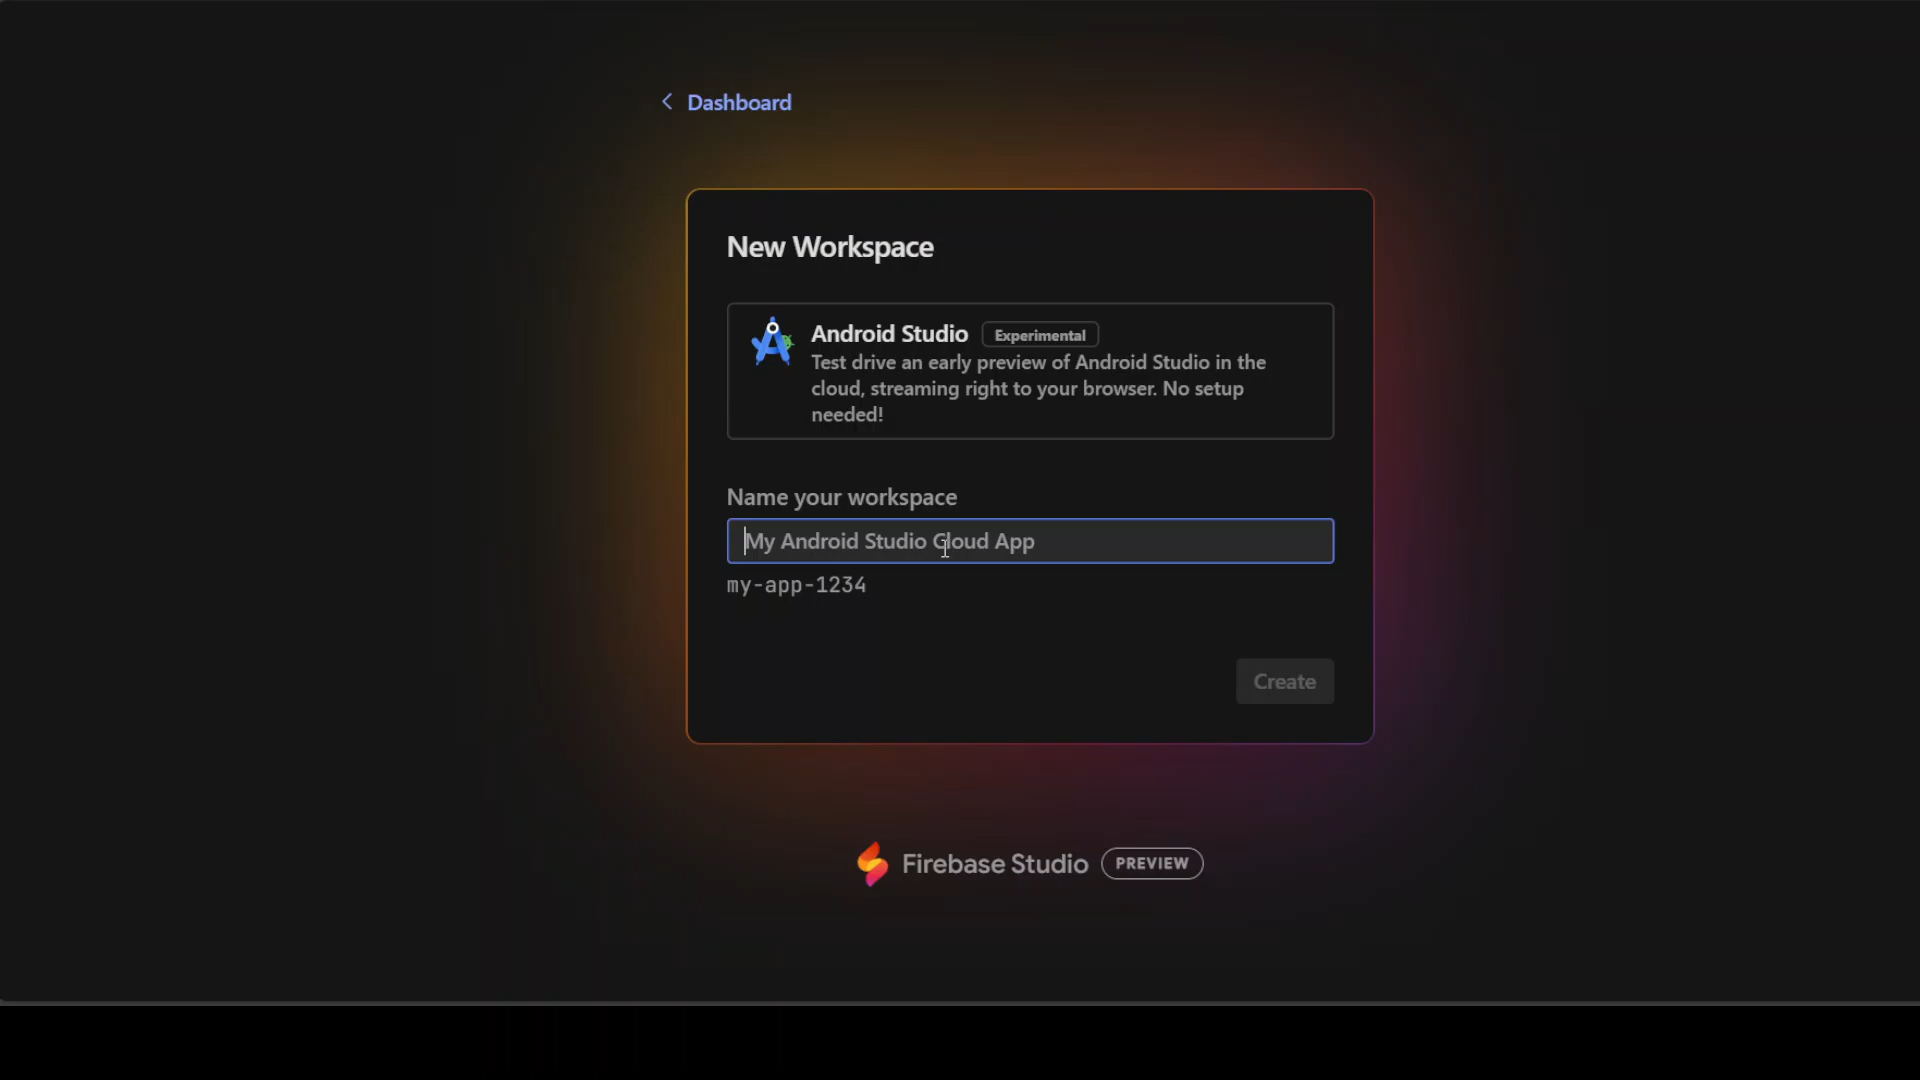 Dashboard
New Workspace
Android Studio Experimental
Test drive an early preview of Android Studio in the
cloud, streaming right to your browser. No setup
needed!
Name your workspace
My Android Studio Cloud App
my-app-1234
Create
Firebase Studio PREVIEW